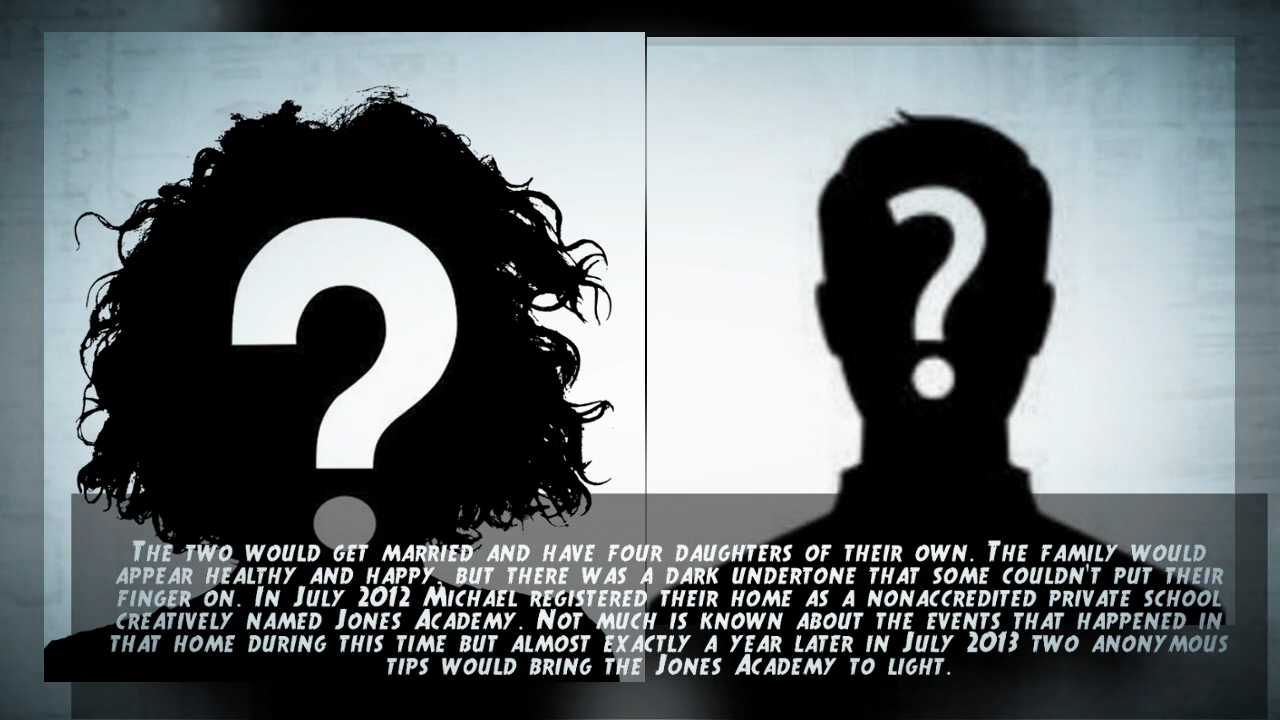 The two would get married and have four daughters of their own. The family would
appear healthy and happy, but there was a dark undertone that some couldn't put their
finger on. In July 2012 Michael registered their home as a nonaccredited private school
creatively named Jones Academy. Not much is known about the events that happened in
that home during this time but almost exactly a year later in July 2013 two anonymous
tips would bring the Jones Academy to light.